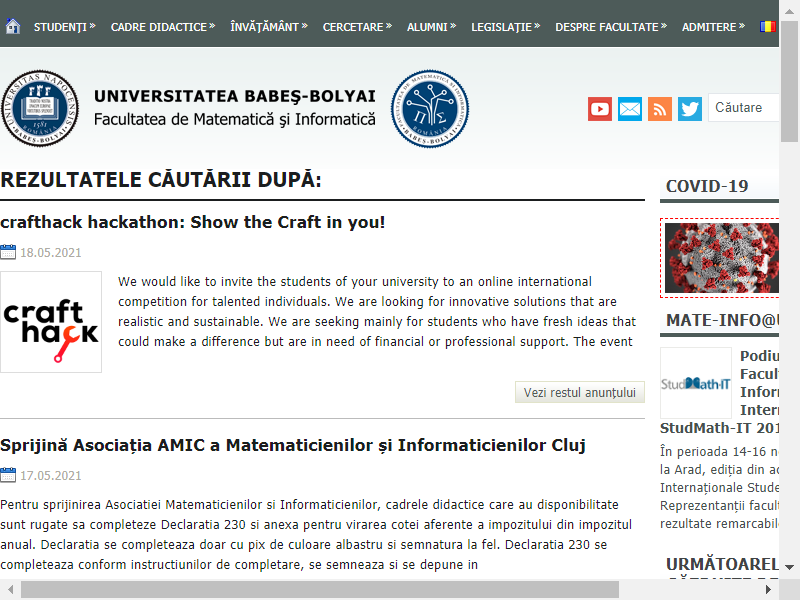 STUDENȚI »
CADRE DIDACTICE »
ÎNVĂȚĂMÂNT »
CERCETARE »
ALUMNI »
LEGISLAȚIE »
DESPRE FACULTATE »
ADMITERE »
UNIVERSITATEA BABEŞ-BOLYAI
Facultatea de Matematică şi Informatică
Căutare
REZULTATELE CĂUTĂRII DUPĂ:
crafthack hackathon: Show the Craft in you!
18.05.2021
craft
hack
We would like to invite the students of your university to an online international
competition for talented individuals. We are looking for innovative solutions that are
realistic and sustainable. We are seeking mainly for students who have fresh ideas that
could make a difference but are in need of financial or professional support. The event
Vezi restul anunțului
Sprijină Asociația AMIC a Matematicienilor și Informaticienilor Cluj
17.05.2021
Pentru sprijinirea Asociatiei Matematicienilor si Informaticienilor, cadrele didactice care au disponibilitate
sunt rugate sa completeze Declaratia 230 si anexa pentru virarea cotei aferente a impozitului din impozitul
anual. Declaratia se completeaza doar cu pix de culoare albastru si semnatura la fel. Declaratia 230 se
completeaza conform instructiunilor de completare, se semneaza si se depune in
COVID-19
MATE-INFO@U
StudMath-IT
Podiu
Facul
Infor
Inter
StudMath-IT 201
În perioada 14-16 n
la Arad, ediția din a
Internaționale Stude
Reprezentanții facul
rezultate remarcabil
URMĂTOAREL